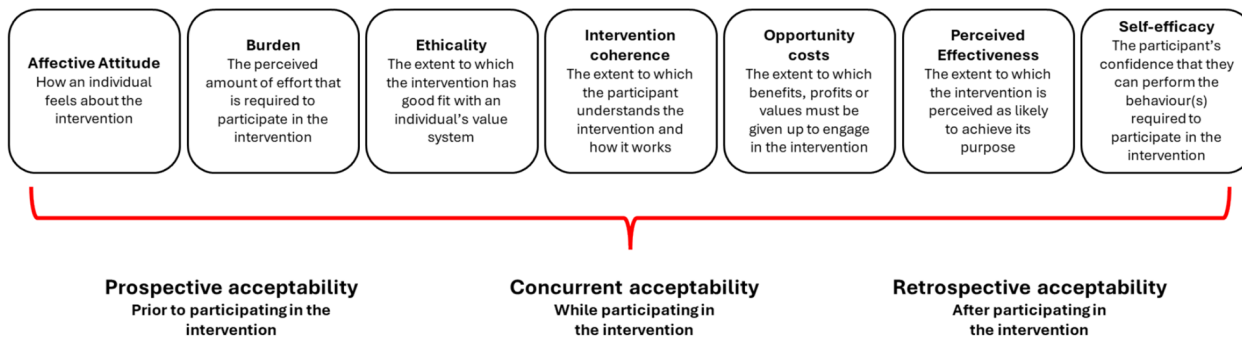 Affective Attitude
How an individual
feels about the
intervention
Burden
The perceived
amount of effort that
is required to
participate in the
intervention
Ethicality
The extent to which
the intervention has
good fit with an
individual's value
system
Intervention
coherence
The extent to which
the participant
understands the
intervention and
how it works
Opportunity
costs
The extent to which
benefits, profits or
values must be
given up to engage
in the intervention
Perceived
Effectiveness
The extent to which
the intervention is
perceived as likely
to achieve its
purpose
Self-efficacy
The participant's
confidence that they
can perform the
behaviour(s)
required to
participate in the
intervention
Prospective acceptability
Prior to participating in the
intervention
Concurrent acceptability
While participating in
the intervention
Retrospective acceptability
After participating in
the intervention